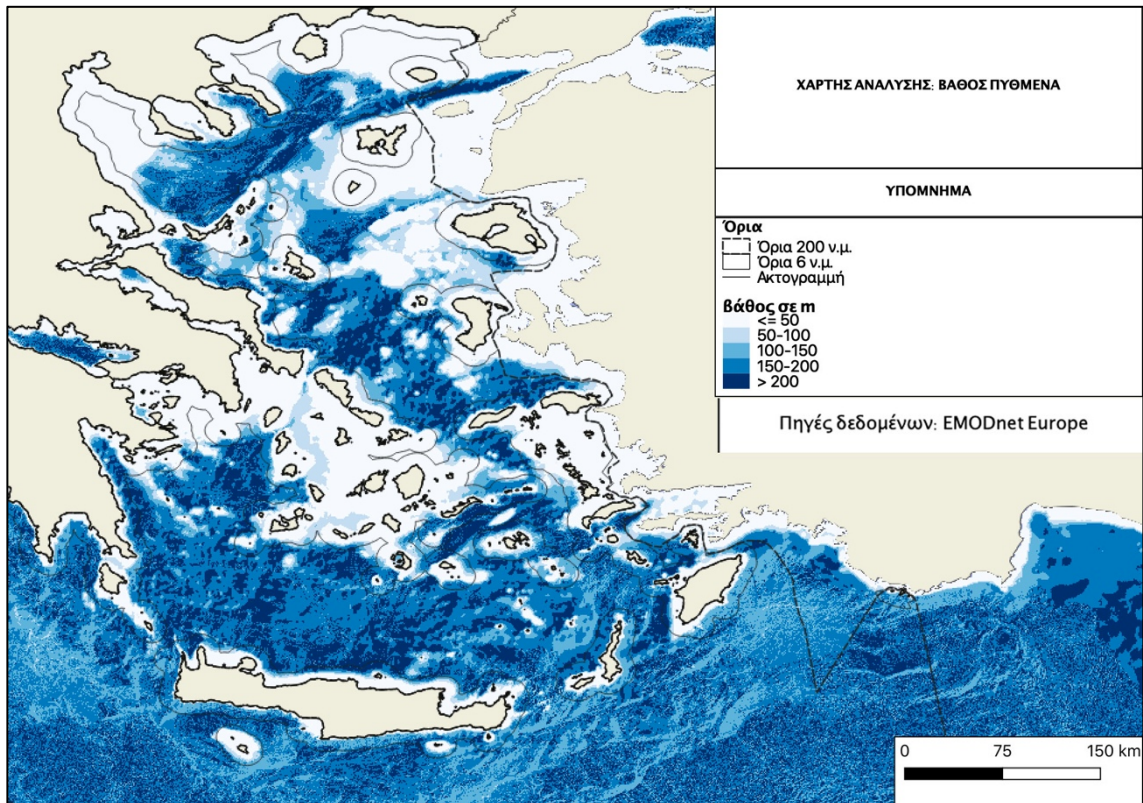 ΧΑΡΤΗΣ ΑΝΑΛΥΣΗΣ: ΒΑΘΟΣ ΠΥΘΜΕΝΑ
ΥΠΟΜΝΗΜΑ
Όρια
Όρια 200 ν.μ.
Όρια 6 ν.μ.
Ακτογραμμή
βάθος σε m
<= 50
50-100
100-150
150-200
> 200
Πηγές δεδομένων: EMODnet Europe
0 75 150 km